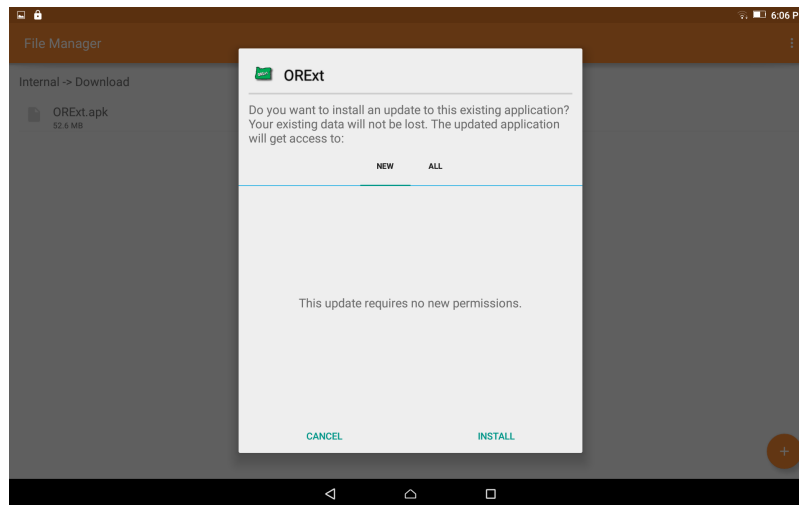 6:06 P
File Manager
Internal -> Download
ORExt.apk
52.6 MB
ORExt
Do you want to install an update to this existing application?
Your existing data will not be lost. The updated application
will get access to:
NEW ALL
This update requires no new permissions.
CANCEL INSTALL